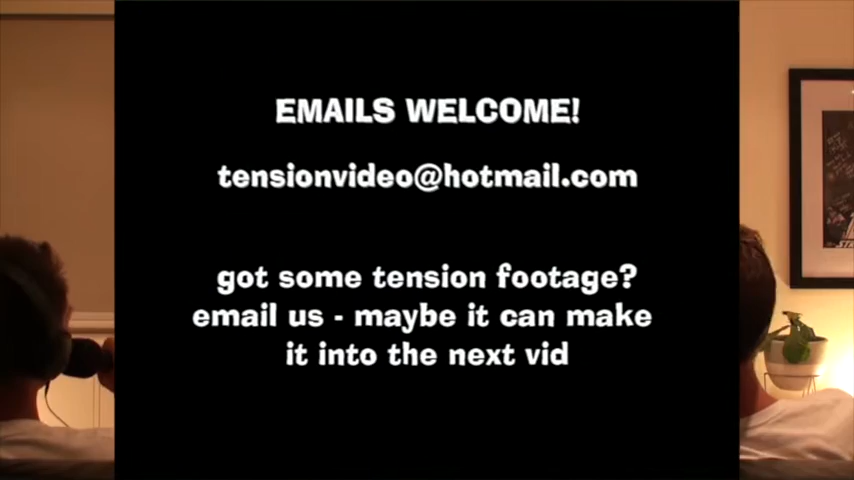 EMAILS WELCOME!
tensionvideo@hotmail.com
got some tension footage?
email us - maybe it can make
it into the next vid